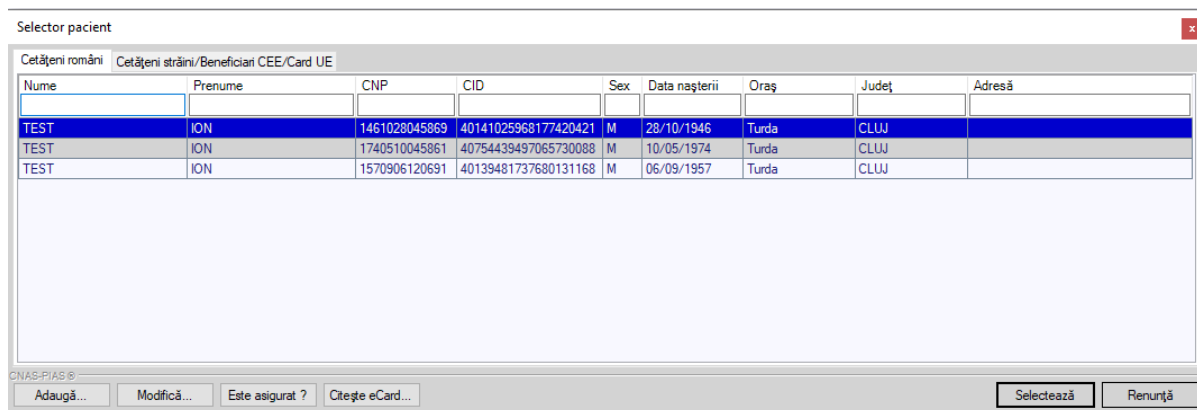 Selector pacient
x
Cetăţeni români Cetăţeni străini/Beneficiari CEE/Card UE
Nume Prenume CNP CID Sex Data naşterii Oraş Judeţ Adresă
TEST ION 1461028045869 40141025968177420421 M 28/10/1946 Turda CLUJ
TEST ION 1740510045861 40754439497065730088 M 10/05/1974 Turda CLUJ
TEST ION 1570906120691 40139481737680131168 M 06/09/1957 Turda CLUJ
CNAS-PIAS ®
Adaugă... Modifică... Este asigurat ? Citeşte eCard... Selectează Renunţă